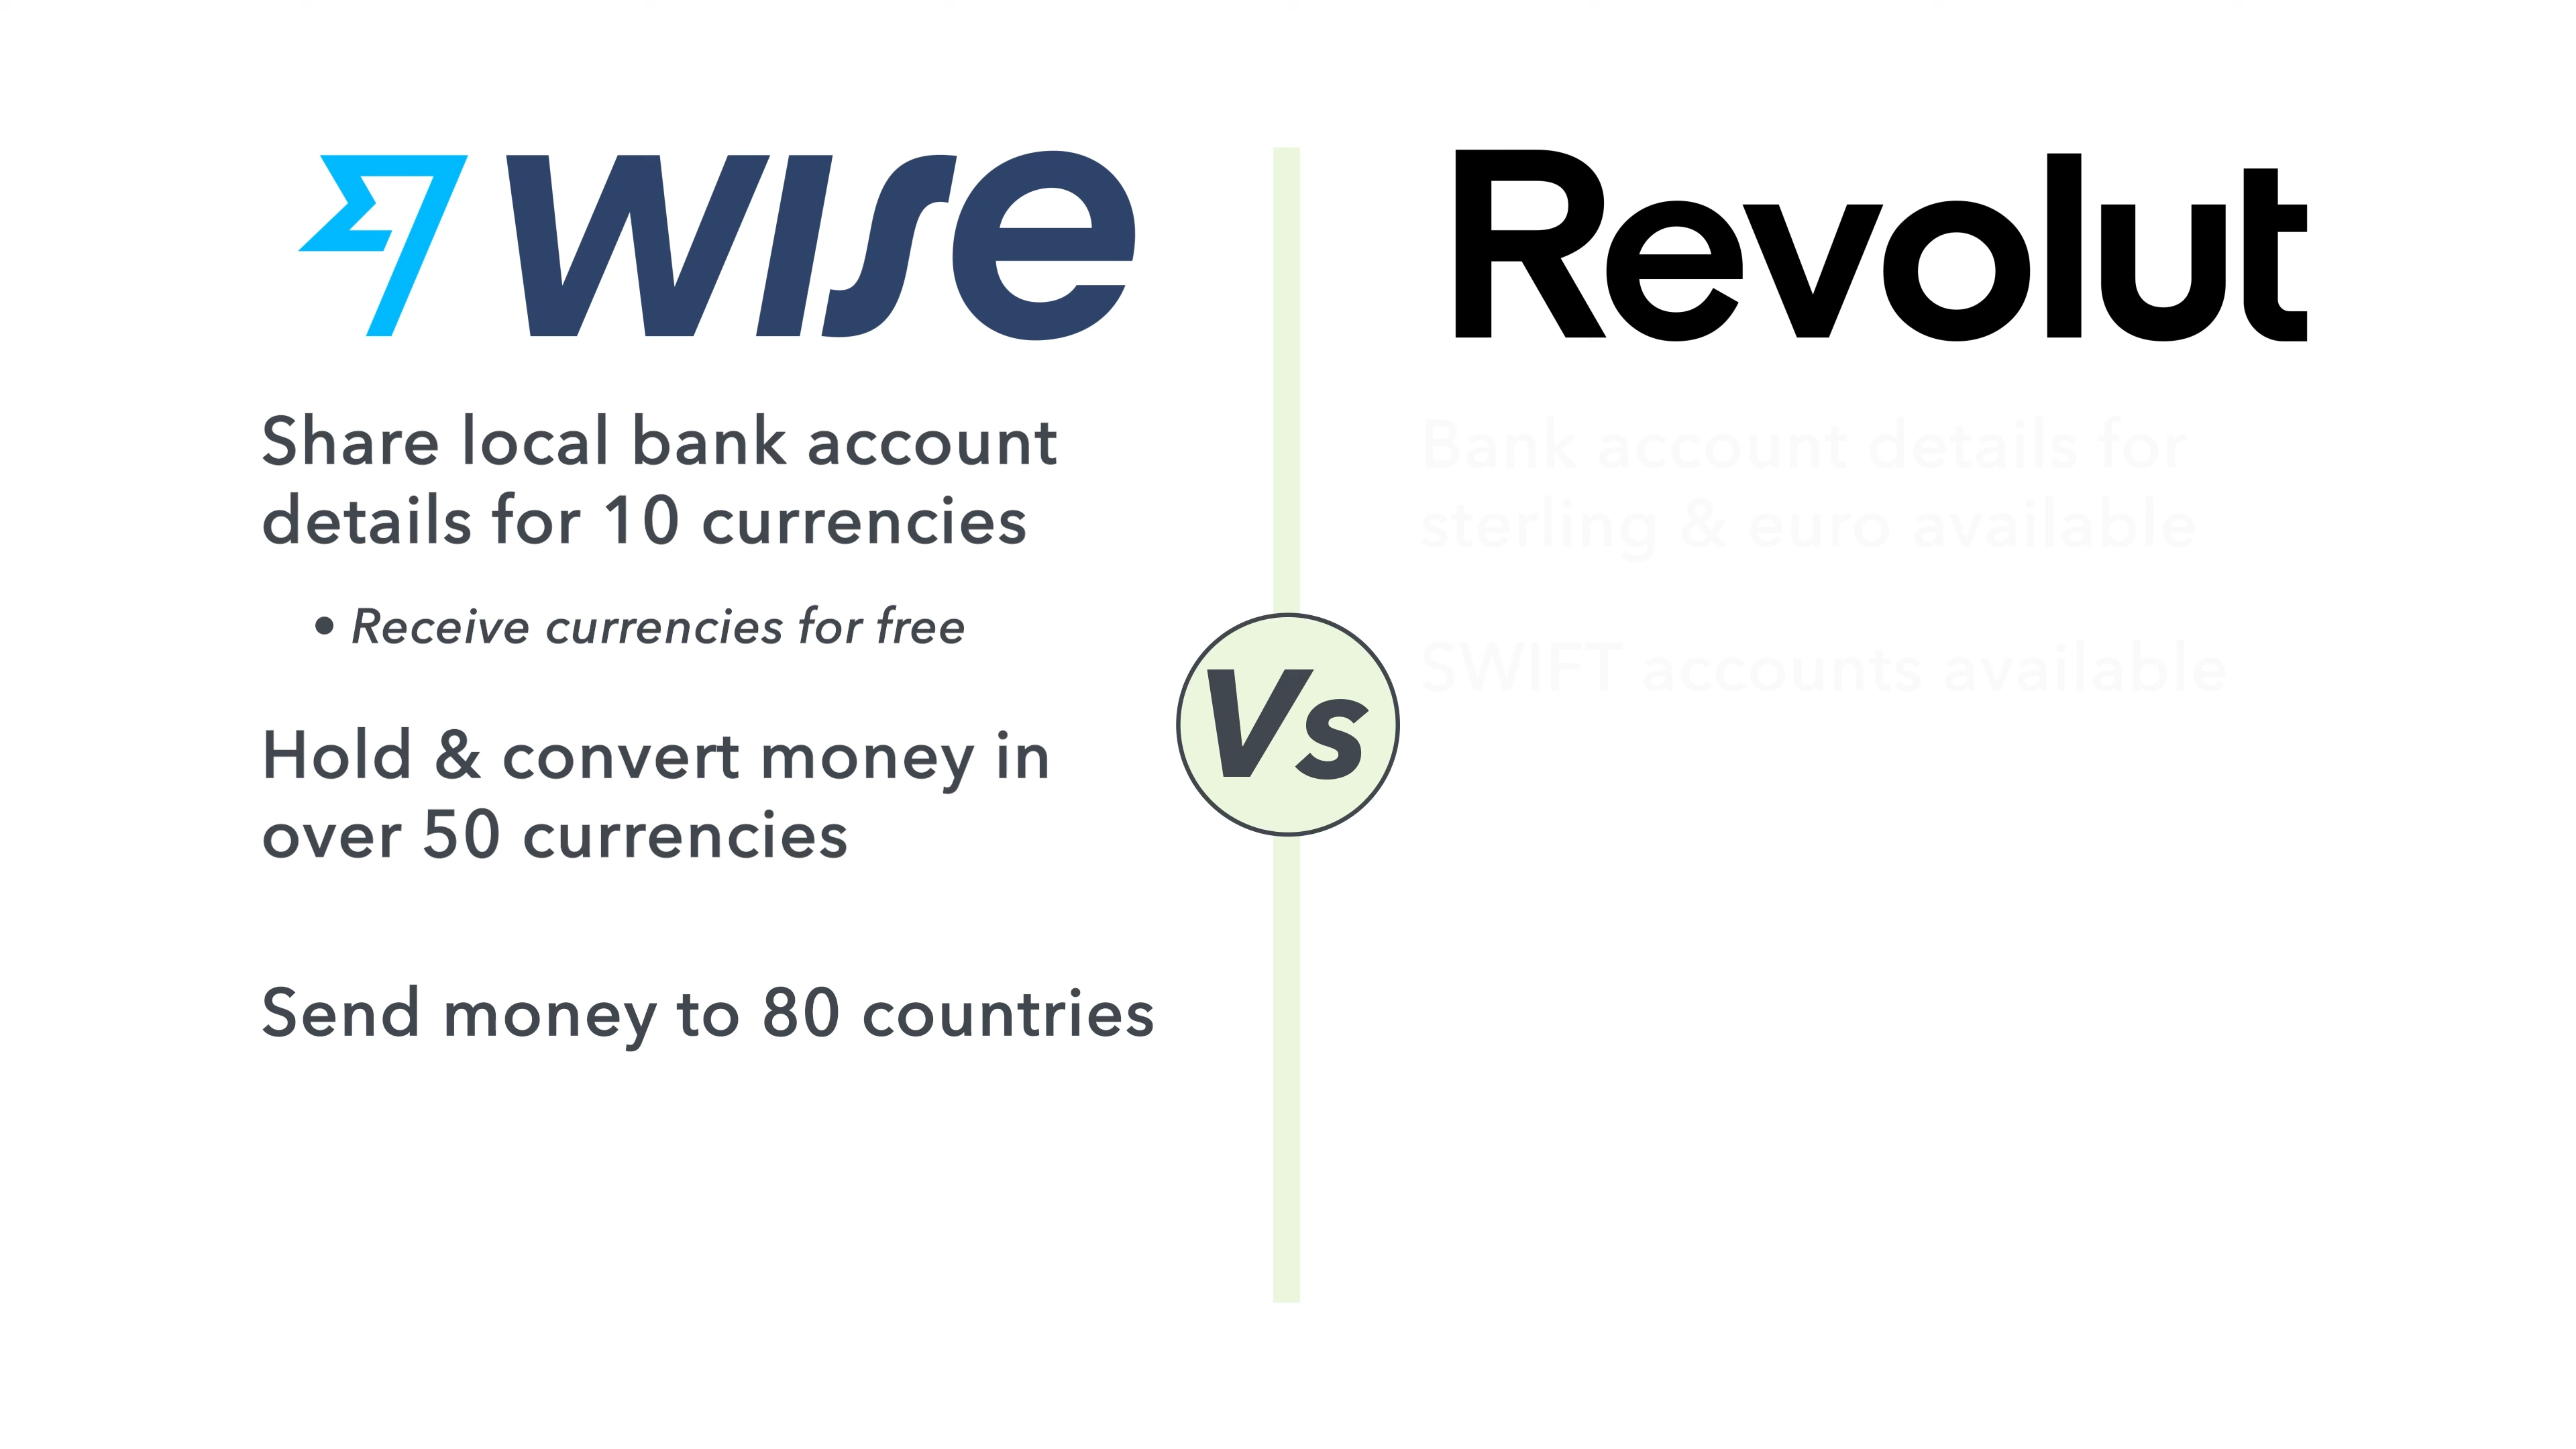 wise
Share local bank account
details for 10 currencies
• Receive currencies for free
Hold & convert money in
over 50 currencies
Send money to 80 countries
Vs
Revolut
Bank account details for
sterling & euro available
SWIFT accounts available